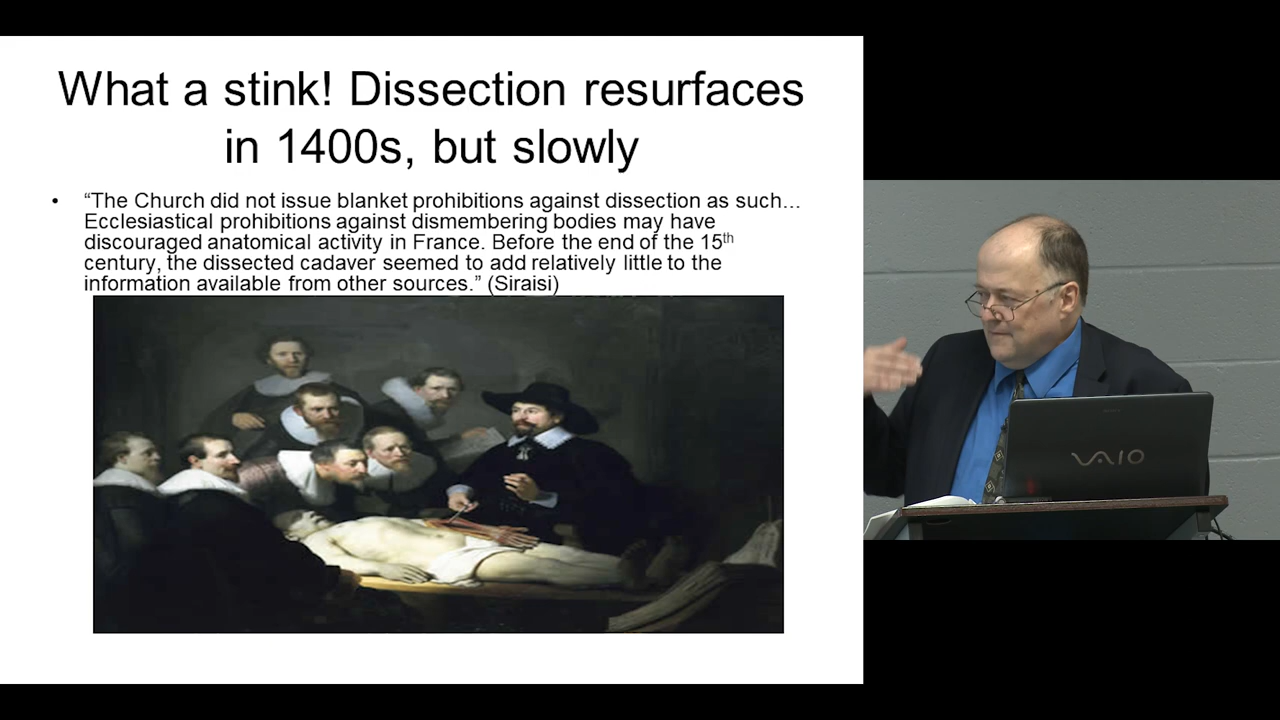 What a stink! Dissection resurfaces
in 1400s, but slowly
• “The Church did not issue blanket prohibitions against dissection as such...
Ecclesiastical prohibitions against dismembering bodies may have
discouraged anatomical activity in France. Before the end of the 15th
century, the dissected cadaver seemed to add relatively little to the
information available from other sources.” (Siraisi)
VAIO